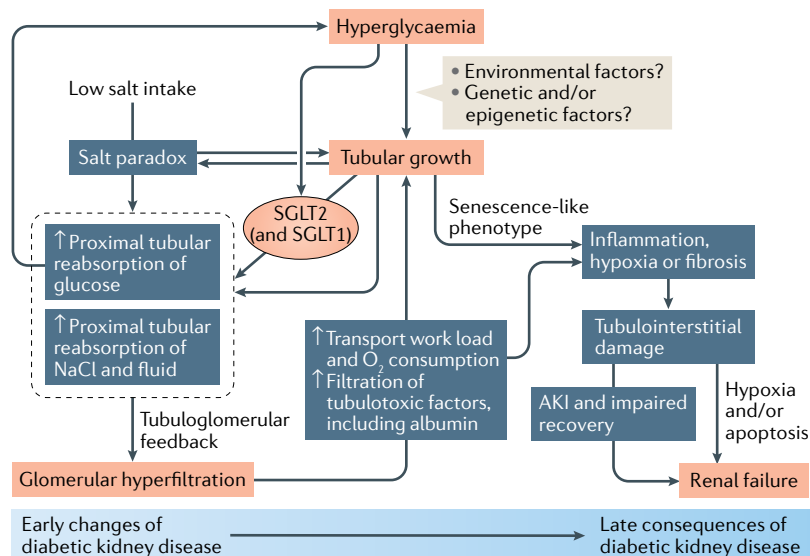 Hyperglycaemia
• Environmental factors?
• Genetic and/or
epigenetic factors?
Low salt intake
Salt paradox
Tubular growth
SGLT2
(and SGLT1)
Senescence-like
phenotype
↑Proximal tubular
reabsorption of
glucose
Inflammation,
hypoxia or fibrosis
↑Proximal tubular
reabsorption of
NaCl and fluid
↑Transport work load
and O₂ consumption
↑Filtration of
tubulotoxic factors,
including albumin
Tubulointerstitial
damage
Tubuloglomerular
feedback
AKI and impaired
recovery
Hypoxia
and/or
apoptosis
Glomerular hyperfiltration
Renal failure
Early changes of
diabetic kidney disease
Late consequences of
diabetic kidney disease